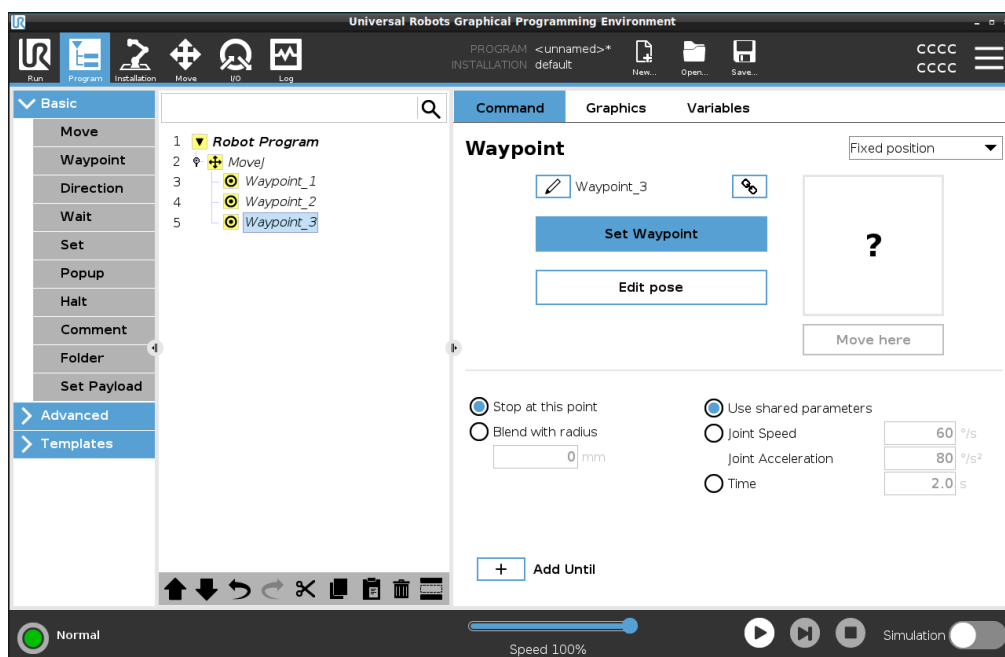 Universal Robots Graphical Programming Environment
Run
Program
Installation
Move
I/O
Log
PROGRAM <unnamed>*
INSTALLATION default
New...
Open...
Save...
CCCC
CCCC
Basic
Move
Waypoint
Direction
Wait
Set
Popup
Halt
Comment
Folder
Set Payload
Advanced
Templates
1 Robot Program
2 MoveJ
3 Waypoint_1
4 Waypoint_2
5 Waypoint_3
Command Graphics Variables
Waypoint
Fixed position
Waypoint_3
Set Waypoint
Edit pose
?
Move here
Stop at this point
Blend with radius
0 mm
Use shared parameters
Joint Speed 60 °/s
Joint Acceleration 80 °/s²
Time 2.0 s
+ Add Until
Normal
Speed 100%
Simulation